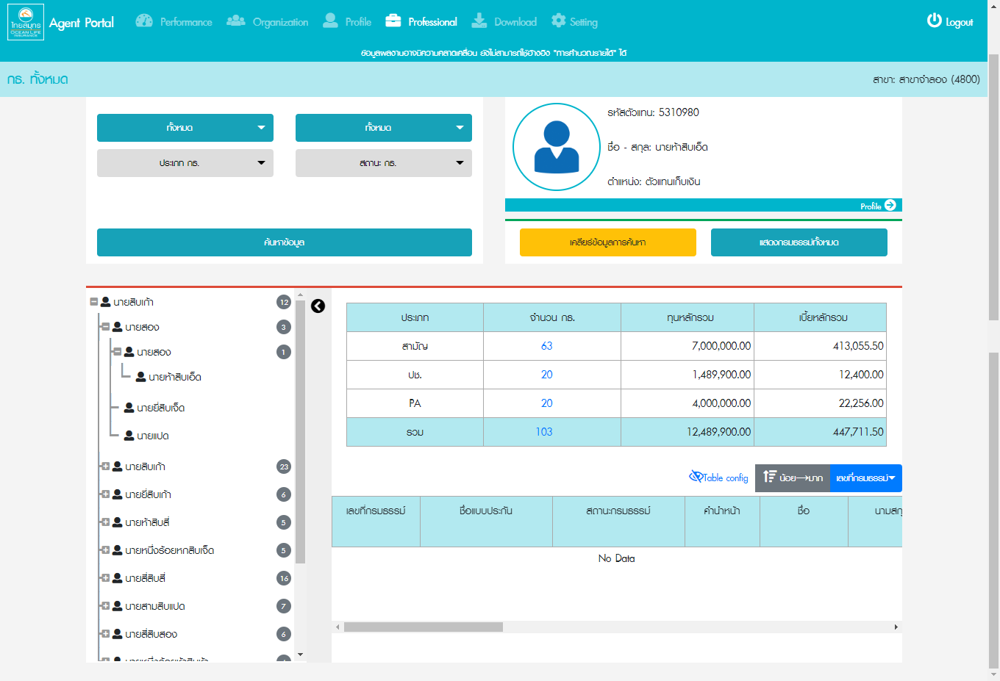 ไทยสมุทร
OCEAN LIFE
INSURANCE
Agent Portal
Performance
Organization
Profile
Professional
Download
Setting
Logout
ข้อมูลผลงานอาจมีความคลาดเคลื่อน ยังไม่สามารถใช้อ้างอิง "การคำนวณรายได้" ได้
กธ. ทั้งหมด
สาขา: สาขาจำลอง (4800)
ทั้งหมด
ทั้งหมด
ประเภท กธ.
สถานะ กธ.
ค้นหาข้อมูล
รหัสตัวแทน: 5310980
ชื่อ - สกุล: นายห้าสิบเอ็ด
ตำแหน่ง: ตัวแทนเก็บเงิน
Profile
เคลียร์ข้อมูลการค้นหา
แสดงกรมธรรม์ทั้งหมด
นายสิบเก้า 12
นายสอง 3
นายสอง 1
นายห้าสิบเอ็ด
นายยี่สิบเจ็ด
นายแปด
นายสิบเก้า 23
นายยี่สิบเก้า 6
นายห้าสิบสี่ 5
นายหนึ่งร้อยหกสิบเจ็ด 5
นายสี่สิบสี่ 16
นายสามสิบแปด 7
นายสี่สิบสอง 6
ประเภท จำนวน กธ. ทุนหลักรวม เบี้ยหลักรวม
สามัญ 63 7,000,000.00 413,055.50
ปช. 20 1,489,900.00 12,400.00
PA 20 4,000,000.00 22,256.00
รวม 103 12,489,900.00 447,711.50
Table config
น้อย→มาก
เลขที่กรมธรรม์
เลขที่กรมธรรม์ ชื่อแบบประกัน สถานะกรมธรรม์ คำนำหน้า ชื่อ
No Data